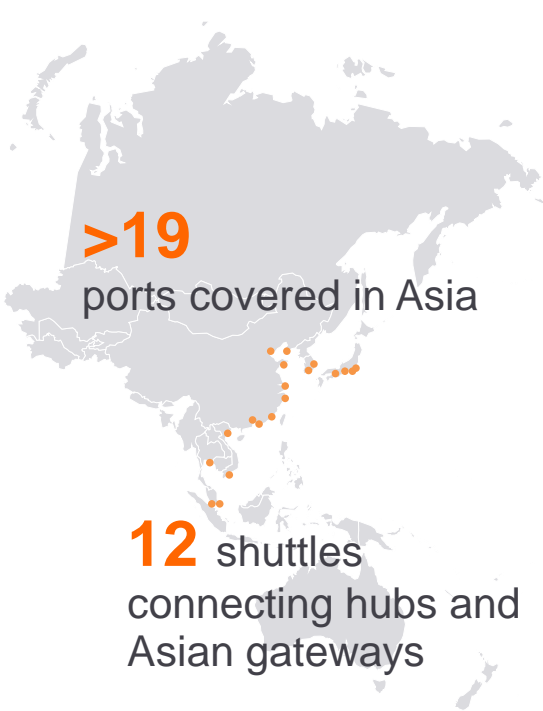 >19
ports covered in Asia
12 shuttles
connecting hubs and
Asian gateways